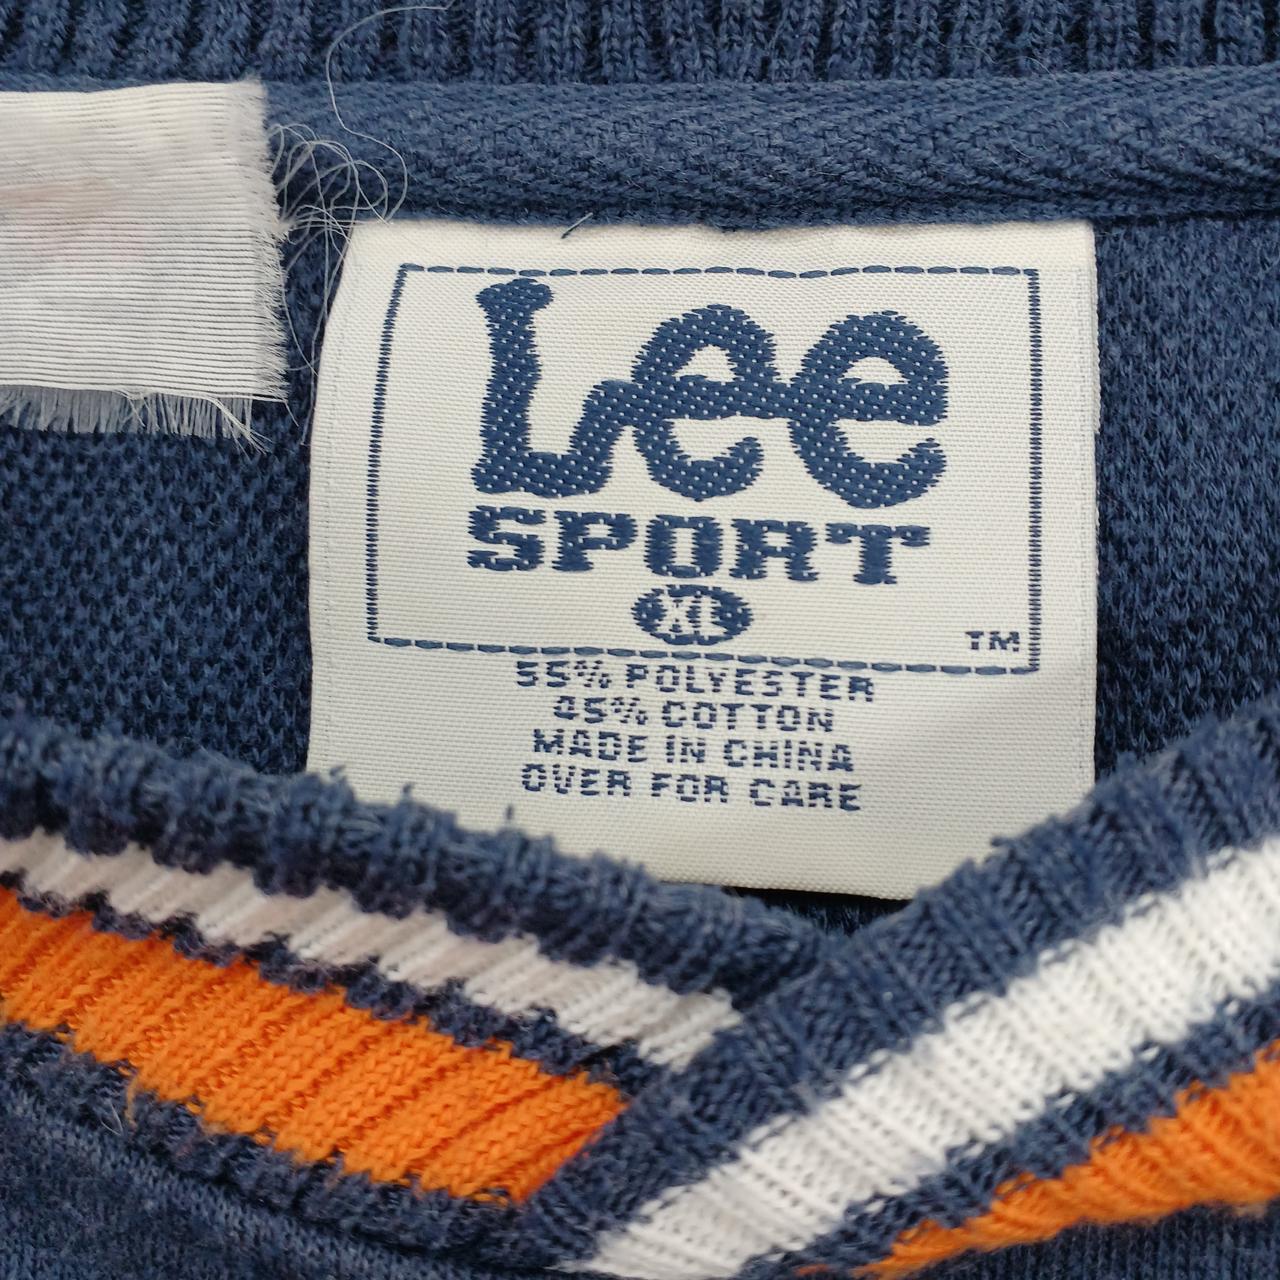 Lee
SPORT
XL
TM
55% POLYESTER
45% COTTON
MADE IN CHINA
OVER FOR CARE